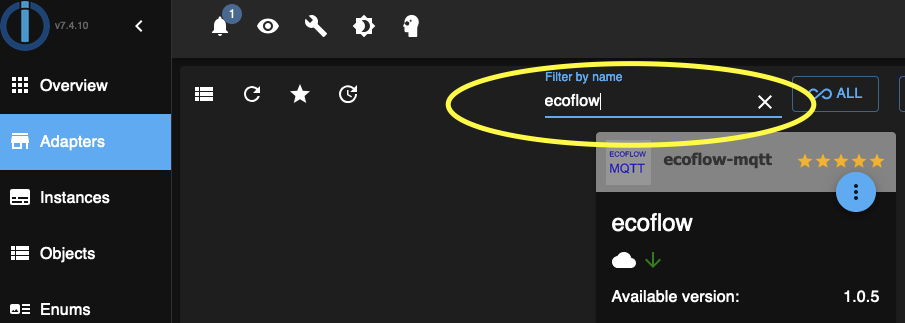 v7.4.10
1
Overview
Adapters
Instances
Objects
Enums
Filter by name
ecoflow
ALL
ECOFLOW
MQTT
ecoflow-mqtt
ecoflow
Available version: 1.0.5